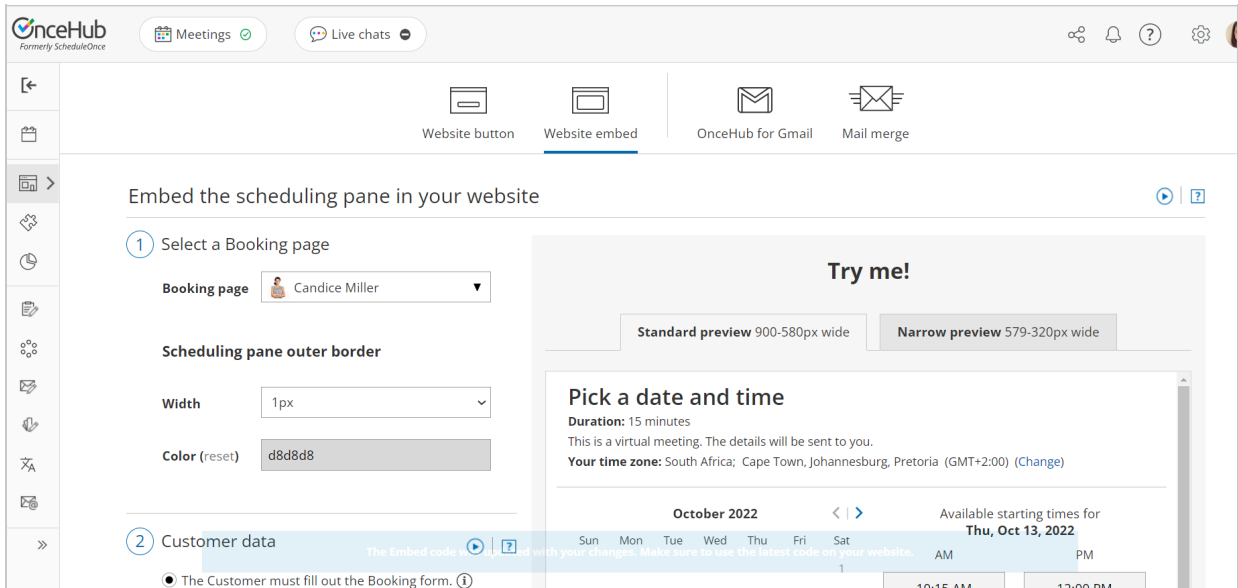 OnceHub
Formerly ScheduleOnce
Meetings
Live chats
?
Website button
Website embed
OnceHub for Gmail
Mail merge
Embed the scheduling pane in your website
?
1 Select a Booking page
Booking page
Candice Miller
Scheduling pane outer border
Width
1px
Color (reset)
d8d8d8
2 Customer data
?
The Customer must fill out the Booking form. i
Try me!
Standard preview 900-580px wide
Narrow preview 579-320px wide
Pick a date and time
Duration: 15 minutes
This is a virtual meeting. The details will be sent to you.
Your time zone: South Africa; Cape Town, Johannesburg, Pretoria (GMT+2:00) (Change)
October 2022
Sun Mon Tue Wed Thu Fri Sat
1
Available starting times for
Thu, Oct 13, 2022
AM PM
10:15 AM 12:00 PM
The Embed code with your changes. Make sure to use the latest code on your website.